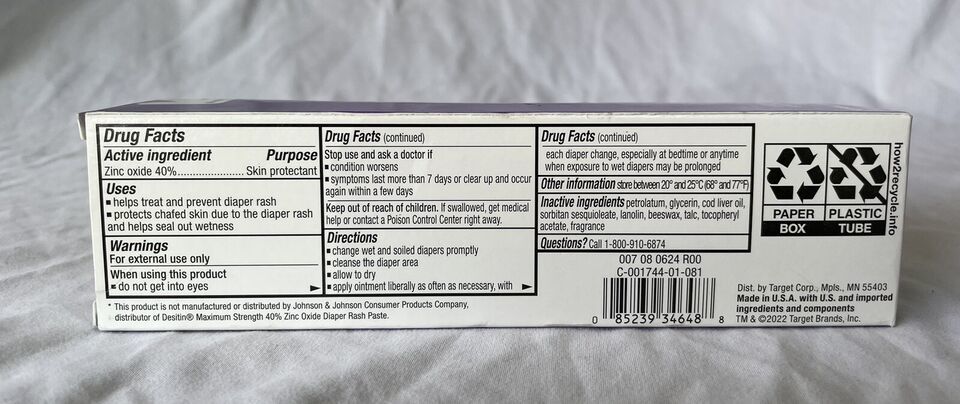 Drug Facts
Active ingredient Purpose
Zinc oxide 40%.................... Skin protectant
Uses
▪ helps treat and prevent diaper rash
▪ protects chafed skin due to the diaper rash
and helps seal out wetness
Warnings
For external use only
When using this product
▪ do not get into eyes
Drug Facts (continued)
Stop use and ask a doctor if
▪ condition worsens
▪ symptoms last more than 7 days or clear up and occur
again within a few days
Keep out of reach of children. If swallowed, get medical
help or contact a Poison Control Center right away.
Directions
▪ change wet and soiled diapers promptly
▪ cleanse the diaper area
▪ allow to dry
▪ apply ointment liberally as often as necessary, with
Drug Facts (continued)
each diaper change, especially at bedtime or anytime
when exposure to wet diapers may be prolonged
Other information store between 20° and 25°C (68° and 77°F)
Inactive ingredients petrolatum, glycerin, cod liver oil,
sorbitan sesquioleate, lanolin, beeswax, talc, tocopheryl
acetate, fragrance
Questions? Call 1-800-910-6874
007 08 0624 R00
C-001744-01-081
0 85239 34648 8
PAPER PLASTIC
BOX TUBE
how2recycle.info
Dist. by Target Corp., Mpls., MN 55403
Made in U.S.A. with U.S. and imported
ingredients and components
TM & ©2022 Target Brands, Inc.
* This product is not manufactured or distributed by Johnson & Johnson Consumer Products Company,
distributor of Desitin® Maximum Strength 40% Zinc Oxide Diaper Rash Paste.